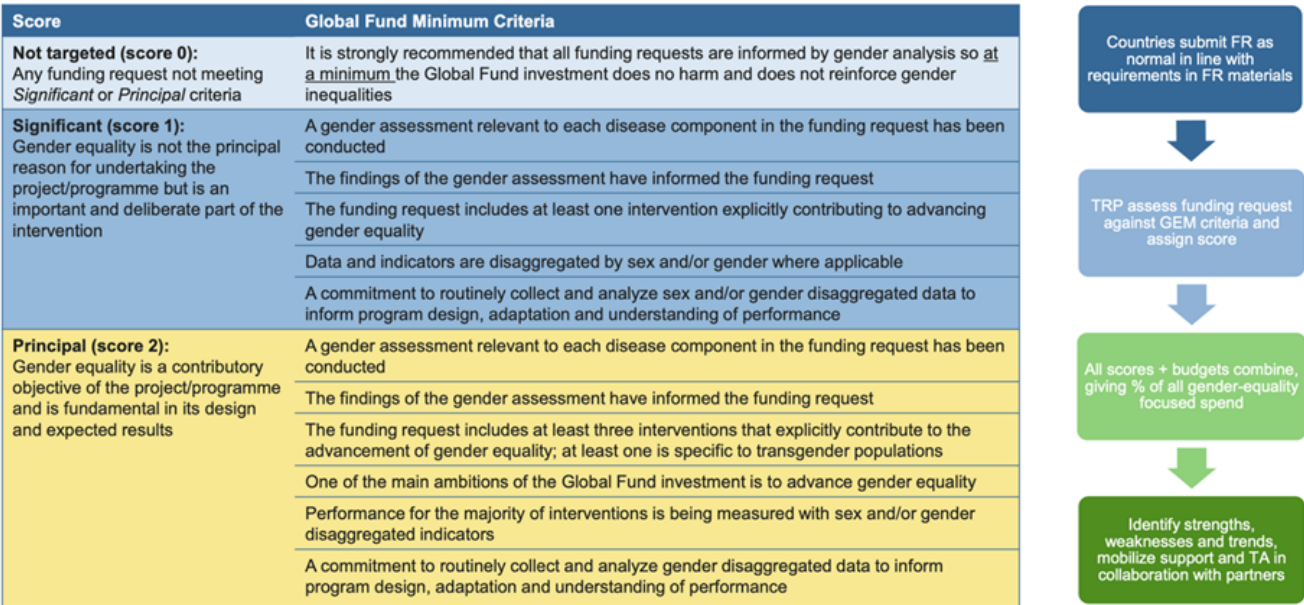 Score
Global Fund Minimum Criteria
Not targeted (score 0):
Any funding request not meeting
Significant or Principal criteria
It is strongly recommended that all funding requests are informed by gender analysis so at
a minimum the Global Fund investment does no harm and does not reinforce gender
inequalities
Significant (score 1):
Gender equality is not the principal
reason for undertaking the
project/programme but is an
important and deliberate part of the
intervention
A gender assessment relevant to each disease component in the funding request has been
conducted
The findings of the gender assessment have informed the funding request
The funding request includes at least one intervention explicitly contributing to advancing
gender equality
Data and indicators are disaggregated by sex and/or gender where applicable
A commitment to routinely collect and analyze sex and/or gender disaggregated data to
inform program design, adaptation and understanding of performance
Principal (score 2):
Gender equality is a contributory
objective of the project/programme
and is fundamental in its design
and expected results
A gender assessment relevant to each disease component in the funding request has been
conducted
The findings of the gender assessment have informed the funding request
The funding request includes at least three interventions that explicitly contribute to the
advancement of gender equality; at least one is specific to transgender populations
One of the main ambitions of the Global Fund investment is to advance gender equality
Performance for the majority of interventions is being measured with sex and/or gender
disaggregated indicators
A commitment to routinely collect and analyze gender disaggregated data to inform
program design, adaptation and understanding of performance
Countries submit FR as
normal in line with
requirements in FR materials
TRP assess funding request
against GEM criteria and
assign score
All scores + budgets combine,
giving % of all gender-equality
focused spend
Identify strengths,
weaknesses and trends,
mobilize support and TA in
collaboration with partners